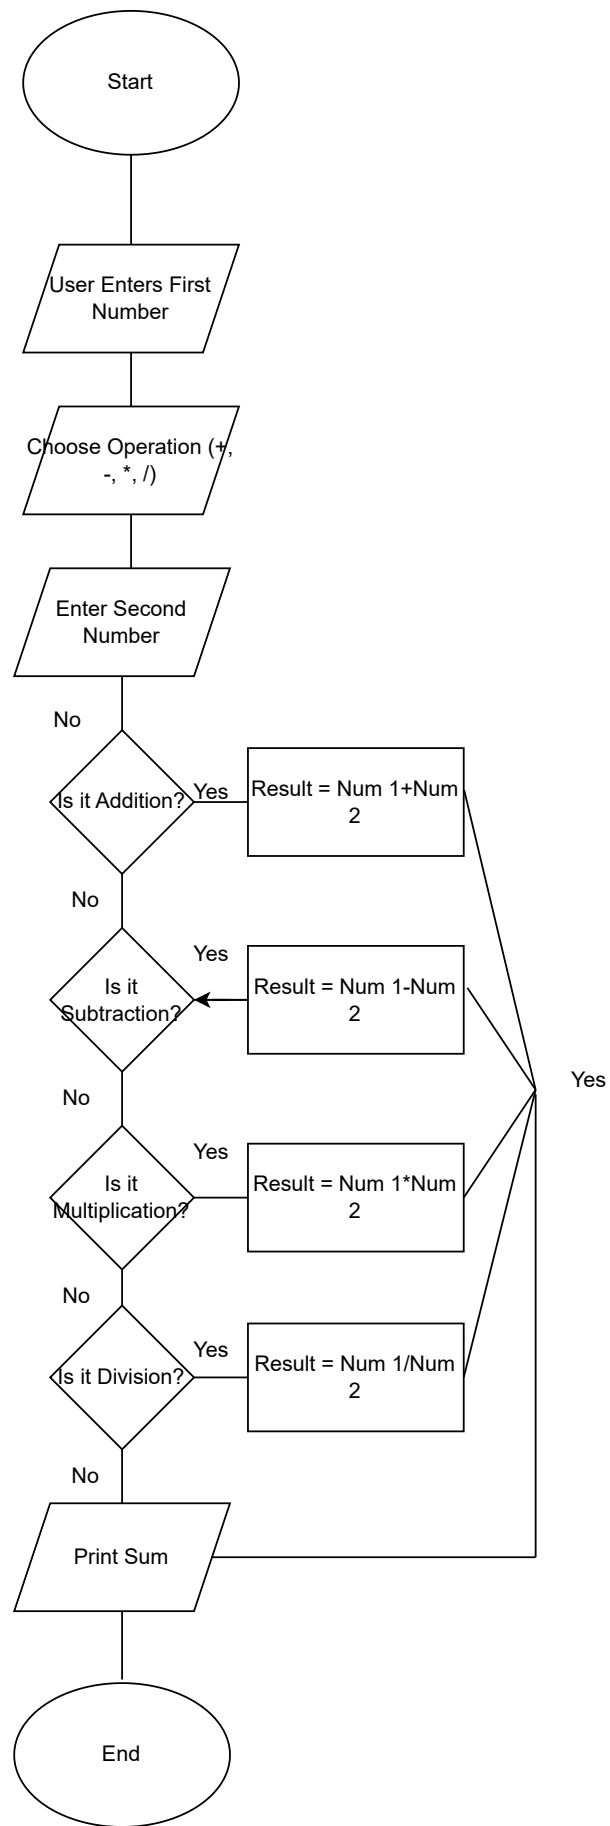 Start
User Enters First
Number
Choose Operation (+,
-, *, /)
Enter Second
Number
No
Is it Addition?
Yes
Result = Num 1+Num
2
No
Yes
Is it
Subtraction?
Result = Num 1-Num
2
Yes
No
Yes
Is it
Multiplication?
Result = Num 1*Num
2
No
Yes
Is it Division?
Result = Num 1/Num
2
No
Print Sum
End